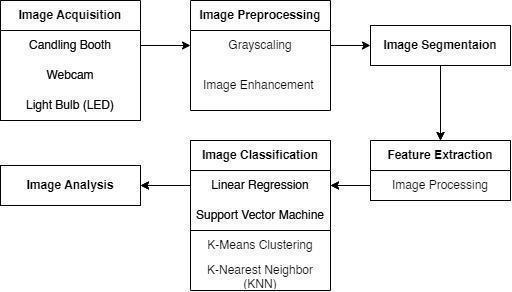 Image Acquisition
Candling Booth
Webcam
Light Bulb (LED)
Image Preprocessing
Grayscaling
Image Enhancement
Image Segmentaion
Feature Extraction
Image Processing
Image Classification
Linear Regression
Support Vector Machine
K-Means Clustering
K-Nearest Neighbor
(KNN)
Image Analysis